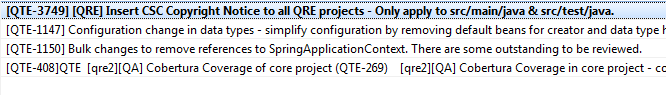 [QTE-3749] [QRE] Insert CSC Copyright Notice to all QRE projects - Only apply to src/main/java & src/test/java.
[QTE-1147] Configuration change in data types - simplify configuration by removing default beans for creator and data type h
[QTE-1150] Bulk changes to remove references to SpringApplicationContext. There are some outstanding to be reviewed.
[QTE-408]QTE [qre2][QA] Cobertura Coverage of core project (QTE-269) [qre2][QA] Cobertura Coverage in core project - co